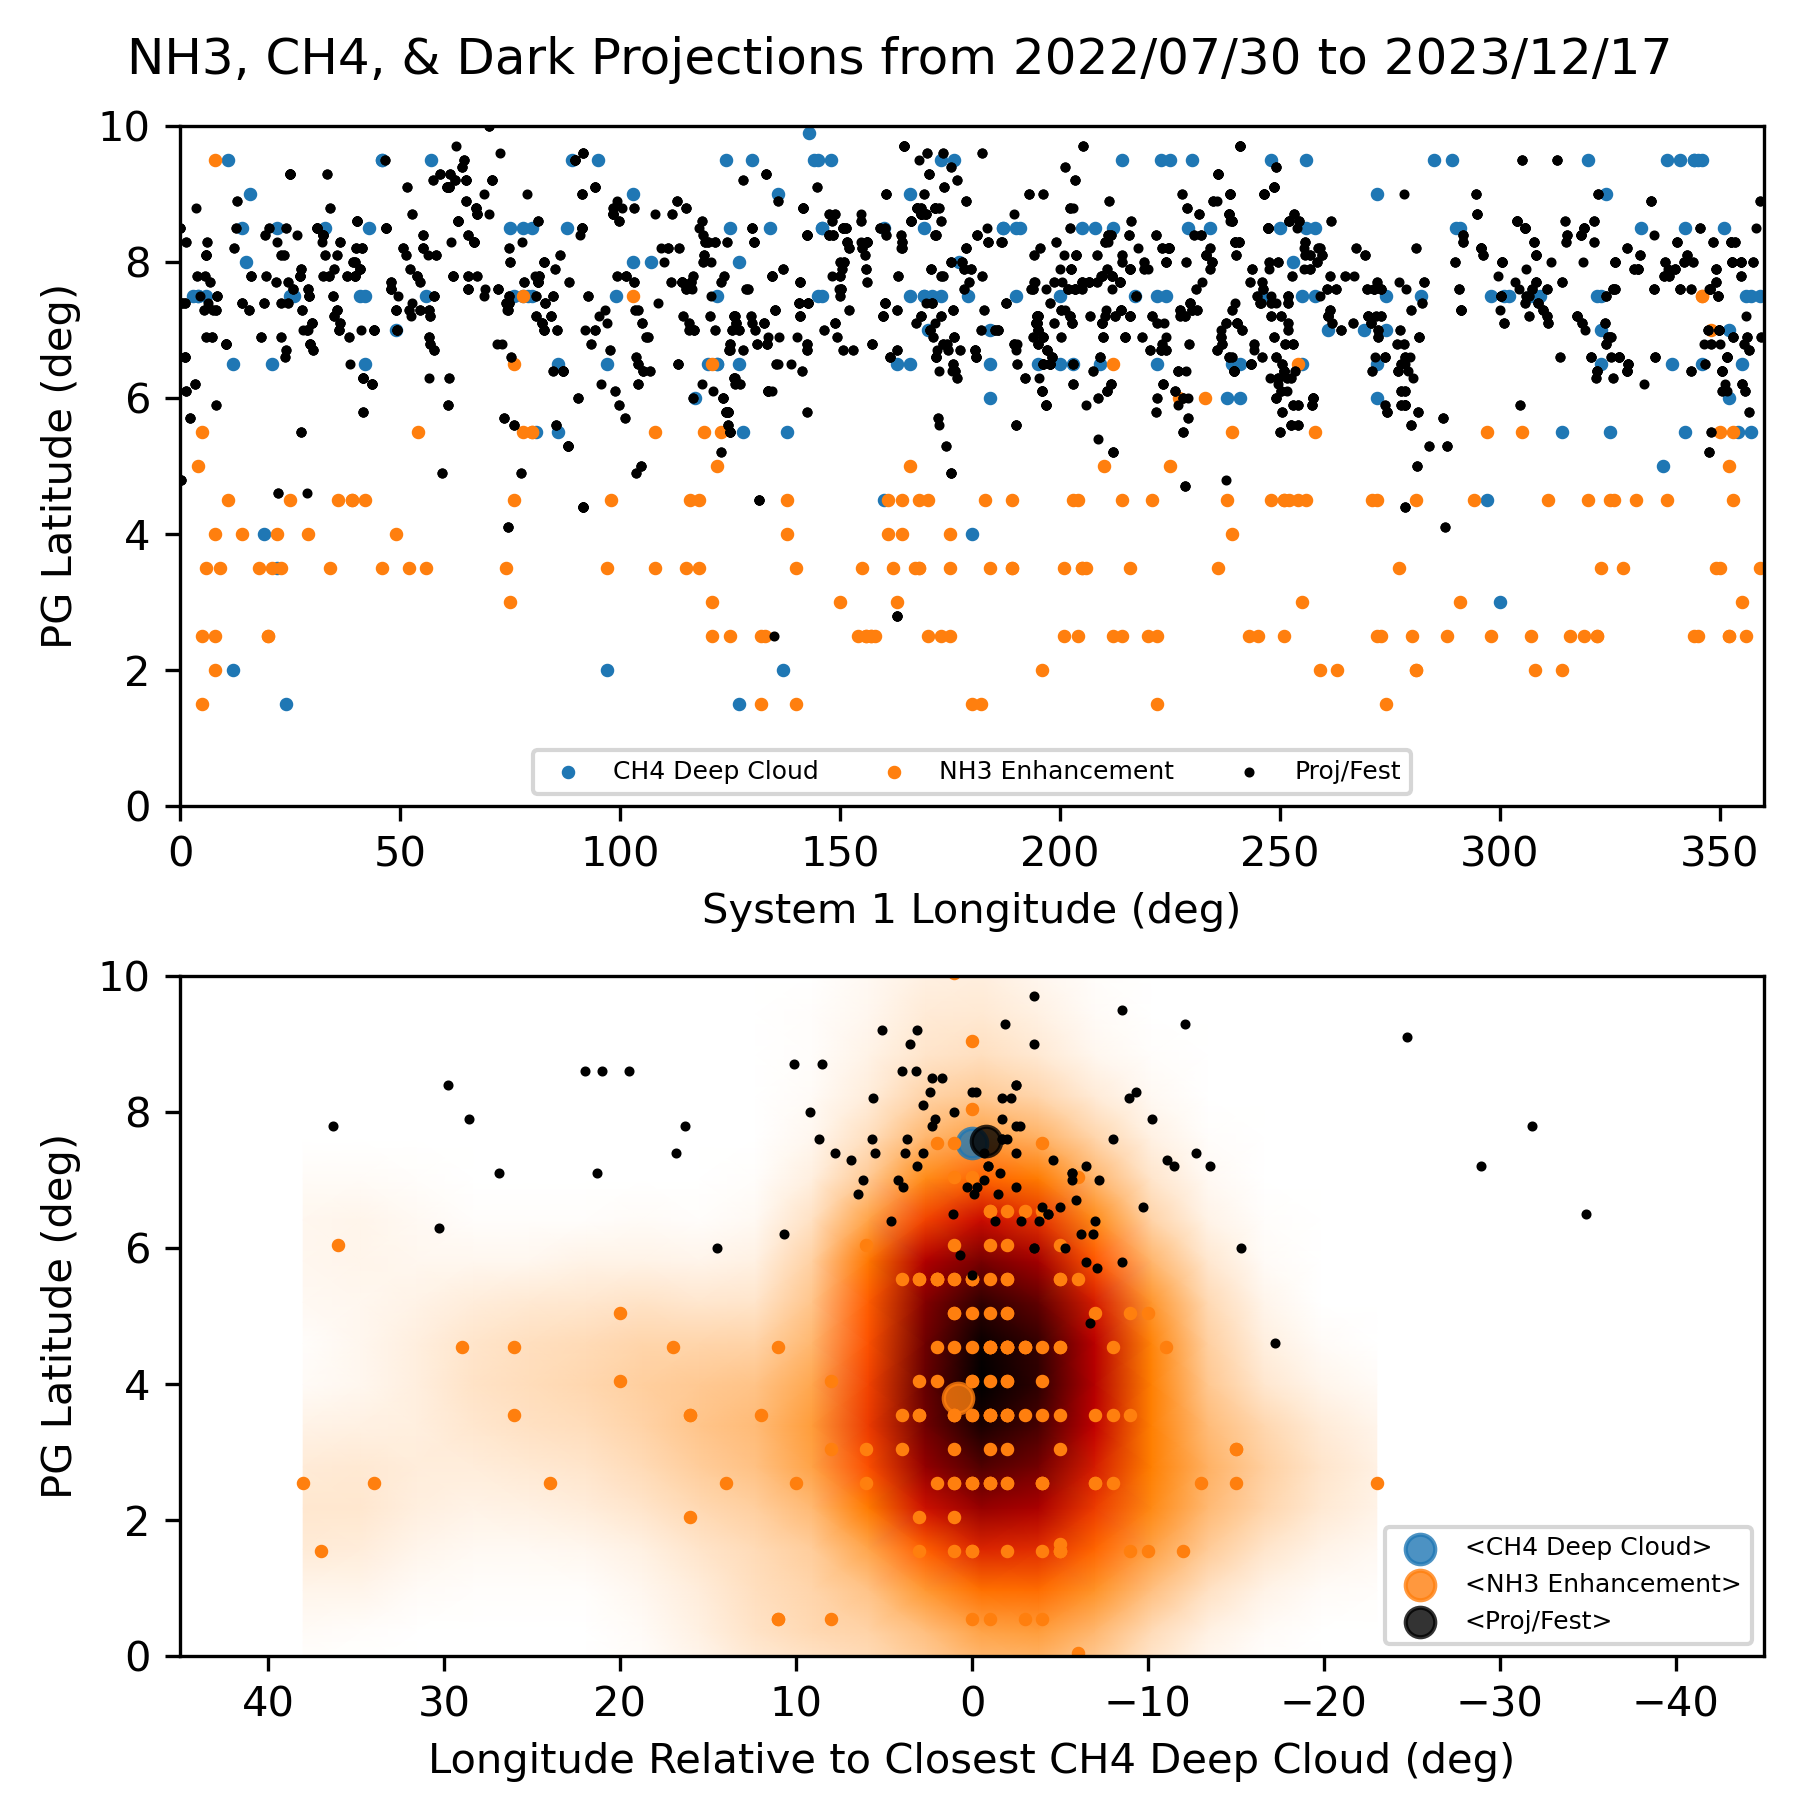 NH3, CH4, & Dark Projections from 2022/07/30 to 2023/12/17
10
8
6
4
2
0
PG Latitude (deg)
CH4 Deep Cloud NH3 Enhancement Proj/Fest
0 50 100 150 200 250 300 350
System 1 Longitude (deg)
10
8
6
4
2
0
PG Latitude (deg)
<CH4 Deep Cloud>
<NH3 Enhancement>
<Proj/Fest>
40 30 20 10 0 −10 −20 −30 −40
Longitude Relative to Closest CH4 Deep Cloud (deg)